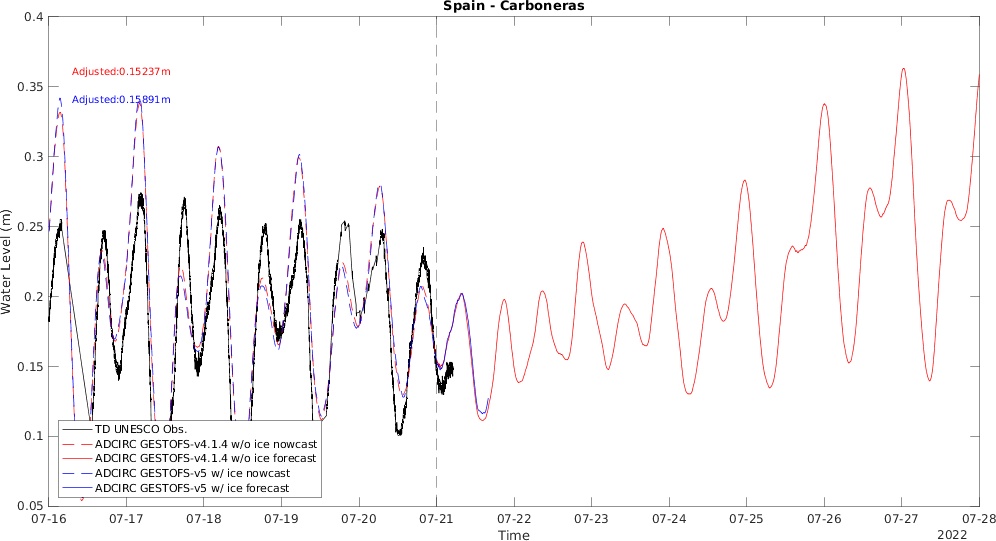 Spain - Carboneras
0.4
0.35
0.3
0.25
0.2
0.15
0.1
0.05
Water Level (m)
Adjusted:0.15237m
Adjusted:0.15891m
TD UNESCO Obs.
ADCIRC GESTOFS-v4.1.4 w/o ice nowcast
ADCIRC GESTOFS-v4.1.4 w/o ice forecast
ADCIRC GESTOFS-v5 w/ ice nowcast
ADCIRC GESTOFS-v5 w/ ice forecast
07-16 07-17 07-18 07-19 07-20 07-21 07-22 07-23 07-24 07-25 07-26 07-27 07-28
Time
2022